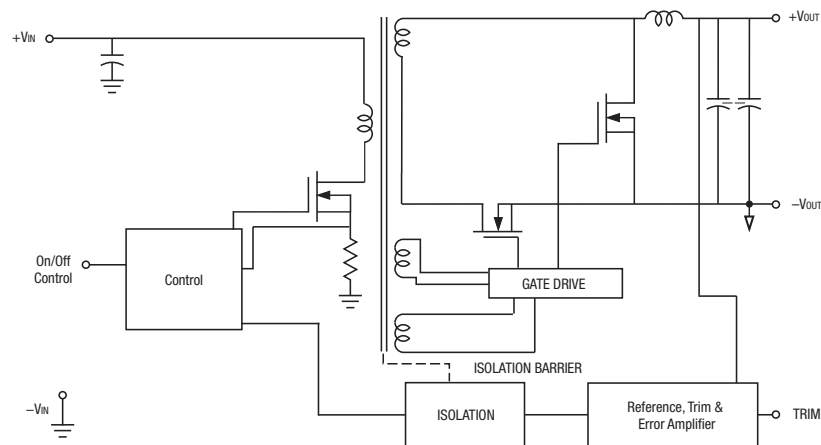 +VIN
+VOUT
−VOUT
On/Off
Control
Control
GATE DRIVE
ISOLATION BARRIER
−VIN
ISOLATION
Reference, Trim &
Error Amplifier
TRIM